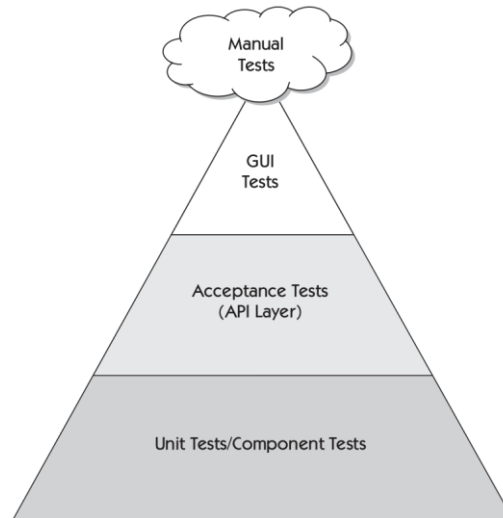 Manual
Tests
GUI
Tests
Acceptance Tests
(API Layer)
Unit Tests/Component Tests